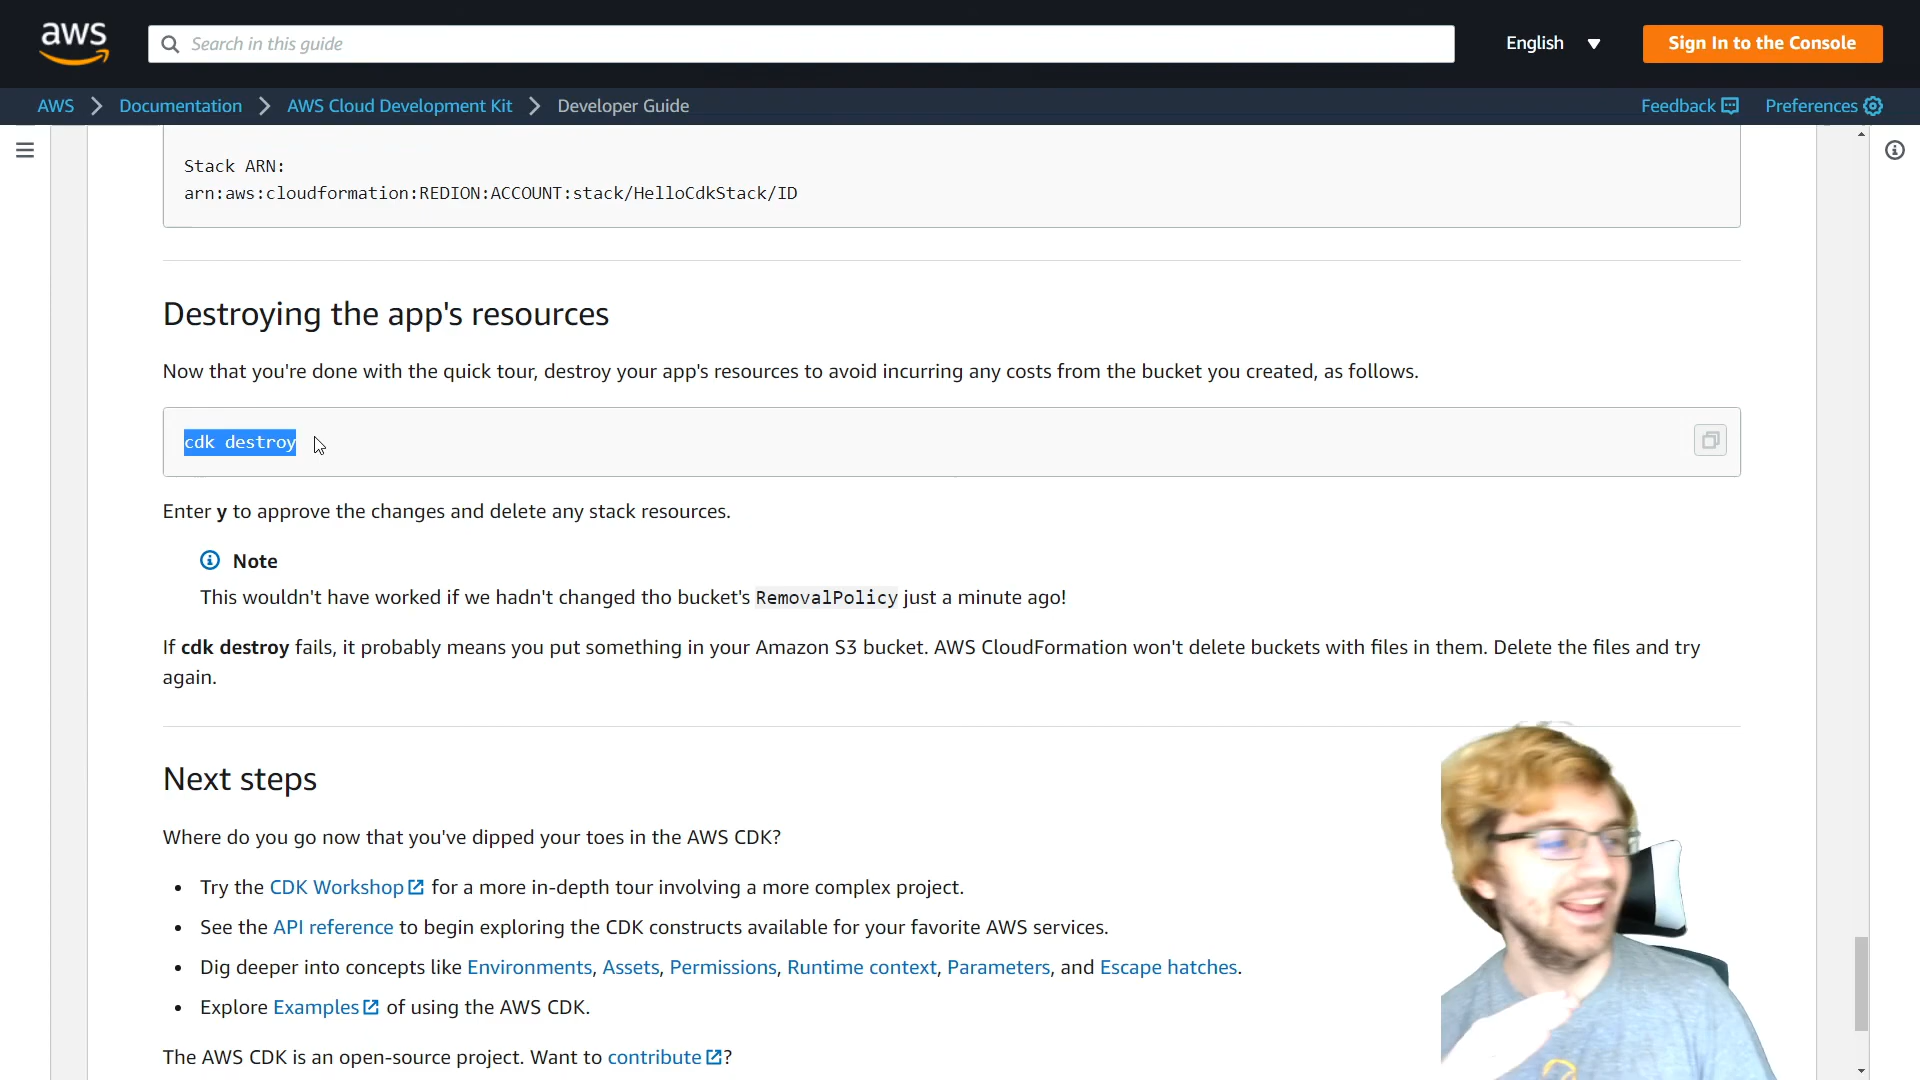 aws
Search in this guide
English
Sign In to the Console
AWS
Documentation
AWS Cloud Development Kit
Developer Guide
Feedback
Preferences
Stack ARN:
arn:aws:cloudformation:REDION:ACCOUNT:stack/HelloCdkStack/ID
Destroying the app's resources
Now that you're done with the quick tour, destroy your app's resources to avoid incurring any costs from the bucket you created, as follows.
cdk destroy
Enter y to approve the changes and delete any stack resources.
Note
This wouldn't have worked if we hadn't changed tho bucket's RemovalPolicy just a minute ago!
If cdk destroy fails, it probably means you put something in your Amazon S3 bucket. AWS CloudFormation won't delete buckets with files in them. Delete the files and try
again.
Next steps
Where do you go now that you've dipped your toes in the AWS CDK?
• Try the CDK Workshop for a more in-depth tour involving a more complex project.
• See the API reference to begin exploring the CDK constructs available for your favorite AWS services.
• Dig deeper into concepts like Environments, Assets, Permissions, Runtime context, Parameters, and Escape hatches.
• Explore Examples of using the AWS CDK.
The AWS CDK is an open-source project. Want to contribute?